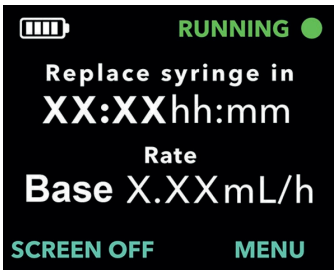 RUNNING
Replace syringe in
XX:XXhh:mm
Rate
Base X.XXmL/h
SCREEN OFF MENU